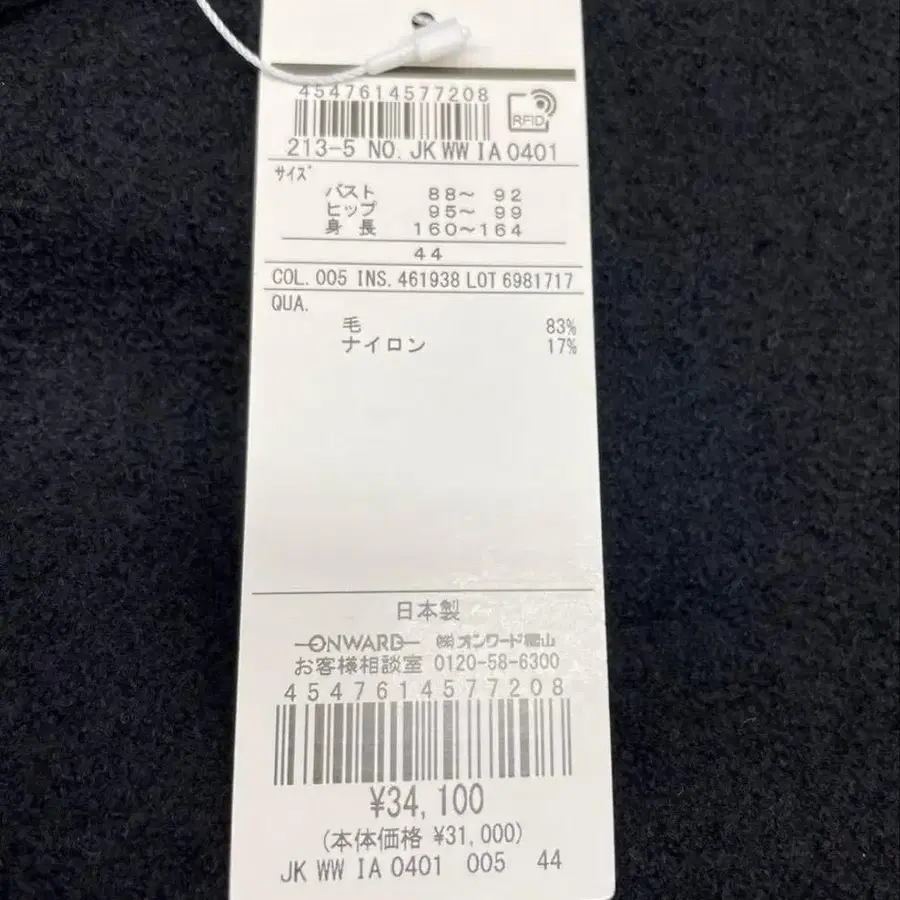 4547614577208
RFID
213-5 NO. JK WW IA 0401
サイズ
バスト 88～ 92
ヒップ 95～ 99
身 長 160～164
44
COL. 005 INS. 461938 LOT 6981717
QUA.
毛 83%
ナイロン 17%
日本製
ONWARD ㈱オンワード樫山
お客様相談室 0120-58-6300
4547614577208
¥34,100
(本体価格 ¥31,000)
JK WW IA 0401 005 44